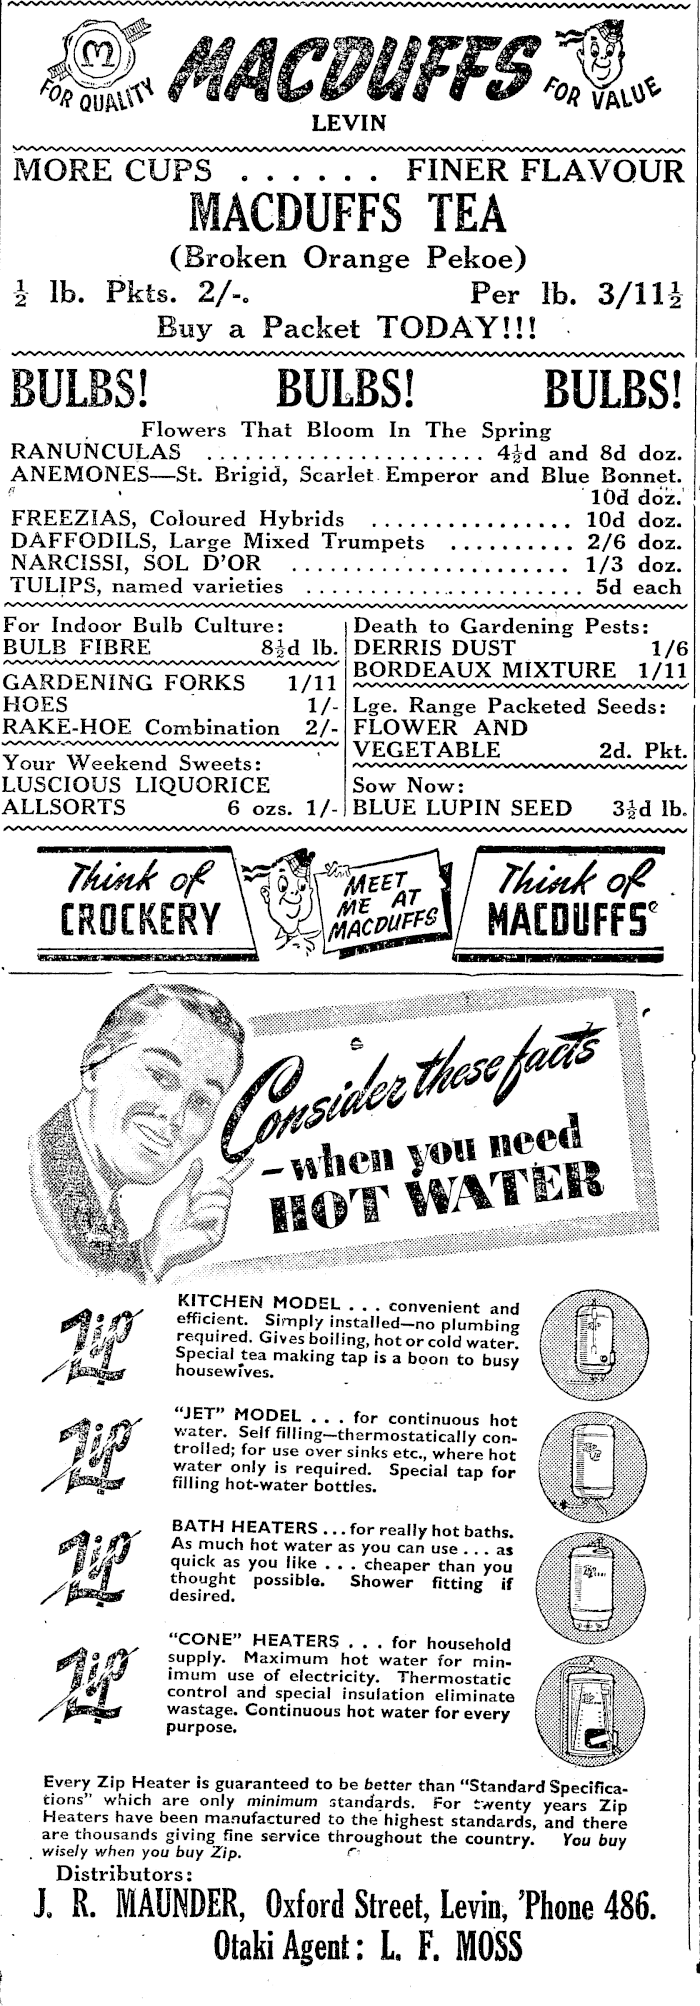 M
FOR QUALITY
MACDUFFS
FOR VALUE
LEVIN
MORE CUPS . . . . . . FINER FLAVOUR
MACDUFFS TEA
(Broken Orange Pekoe)
½ lb. Pkts. 2/-. Per lb. 3/11½
Buy a Packet TODAY!!!
BULBS! BULBS! BULBS!
Flowers That Bloom In The Spring
RANUNCULAS ........................ 4½d and 8d doz.
ANEMONES—St. Brigid, Scarlet Emperor and Blue Bonnet.
10d doz.
FREEZIAS, Coloured Hybrids ................ 10d doz.
DAFFODILS, Large Mixed Trumpets .......... 2/6 doz.
NARCISSI, SOL D'OR ...................... 1/3 doz.
TULIPS, named varieties ...................... 5d each
For Indoor Bulb Culture:
BULB FIBRE 8½d lb.
GARDENING FORKS 1/11
HOES 1/-
RAKE-HOE Combination 2/-
Your Weekend Sweets:
LUSCIOUS LIQUORICE
ALLSORTS 6 ozs. 1/-
Death to Gardening Pests:
DERRIS DUST 1/6
BORDEAUX MIXTURE 1/11
Lge. Range Packeted Seeds:
FLOWER AND
VEGETABLE 2d. Pkt.
Sow Now:
BLUE LUPIN SEED 3½d lb.
Think of
CROCKERY
MEET
ME AT
MACDUFFS
Think of
MACDUFFS
Consider these facts
—when you need
HOT WATER
Zip
KITCHEN MODEL . . . convenient and
efficient. Simply installed—no plumbing
required. Gives boiling, hot or cold water.
Special tea making tap is a boon to busy
housewives.
Zip
"JET" MODEL . . . for continuous hot
water. Self filling—thermostatically con-
trolled; for use over sinks etc., where hot
water only is required. Special tap for
filling hot-water bottles.
Zip
BATH HEATERS . . . for really hot baths.
As much hot water as you can use . . . as
quick as you like . . . cheaper than you
thought possible. Shower fitting if
desired.
Zip
"CONE" HEATERS . . . for household
supply. Maximum hot water for min-
imum use of electricity. Thermostatic
control and special insulation eliminate
wastage. Continuous hot water for every
purpose.
Every Zip Heater is guaranteed to be better than "Standard Specifica-
tions" which are only minimum standards. For twenty years Zip
Heaters have been manufactured to the highest standards, and there
are thousands giving fine service throughout the country. You buy
wisely when you buy Zip.
Distributors:
J. R. MAUNDER, Oxford Street, Levin, 'Phone 486.
Otaki Agent: L. F. MOSS